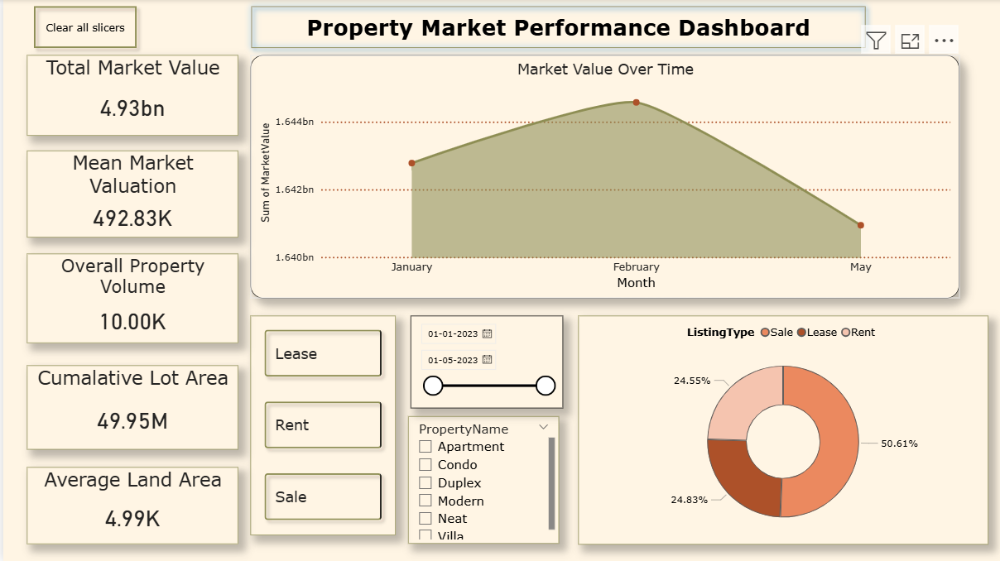 Clear all slicers
Property Market Performance Dashboard
Total Market Value
4.93bn
Mean Market
Valuation
492.83K
Overall Property
Volume
10.00K
Cumalative Lot Area
49.95M
Average Land Area
4.99K
Market Value Over Time
Sum of MarketValue
1.644bn
1.642bn
1.640bn
January
February
May
Month
Lease
Rent
Sale
01-01-2023
01-05-2023
PropertyName
Apartment
Condo
Duplex
Modern
Neat
Villa
ListingType Sale Lease Rent
24.55%
50.61%
24.83%